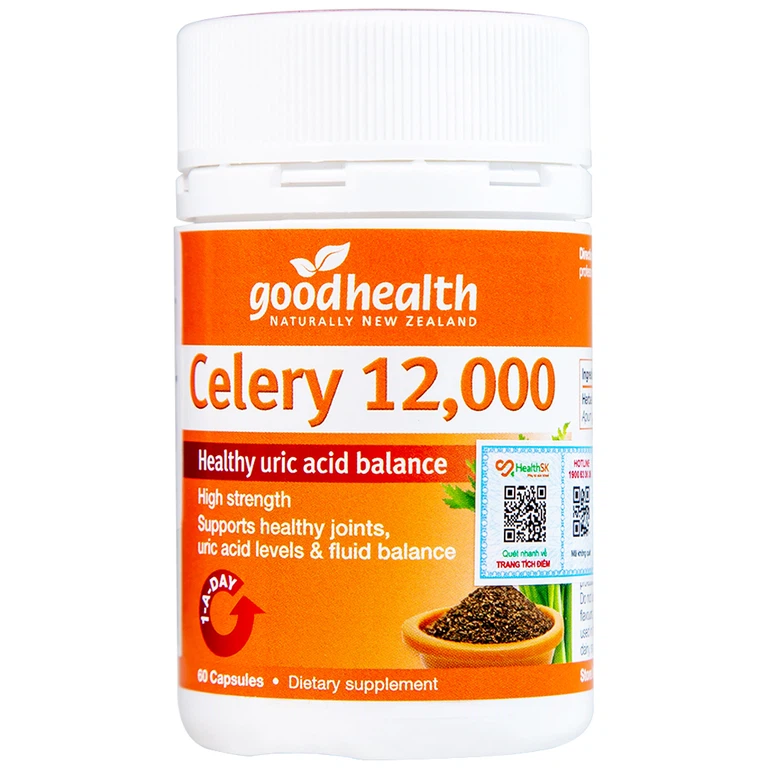 goodhealth
NATURALLY NEW ZEALAND
Celery 12,000
Healthy uric acid balance
High strength
Supports healthy joints,
uric acid levels & fluid balance
1-A-DAY
60 Capsules • Dietary supplement
HealthSK
Quét nhanh về
TRANG TÍCH ĐIỂM
HOTLINE